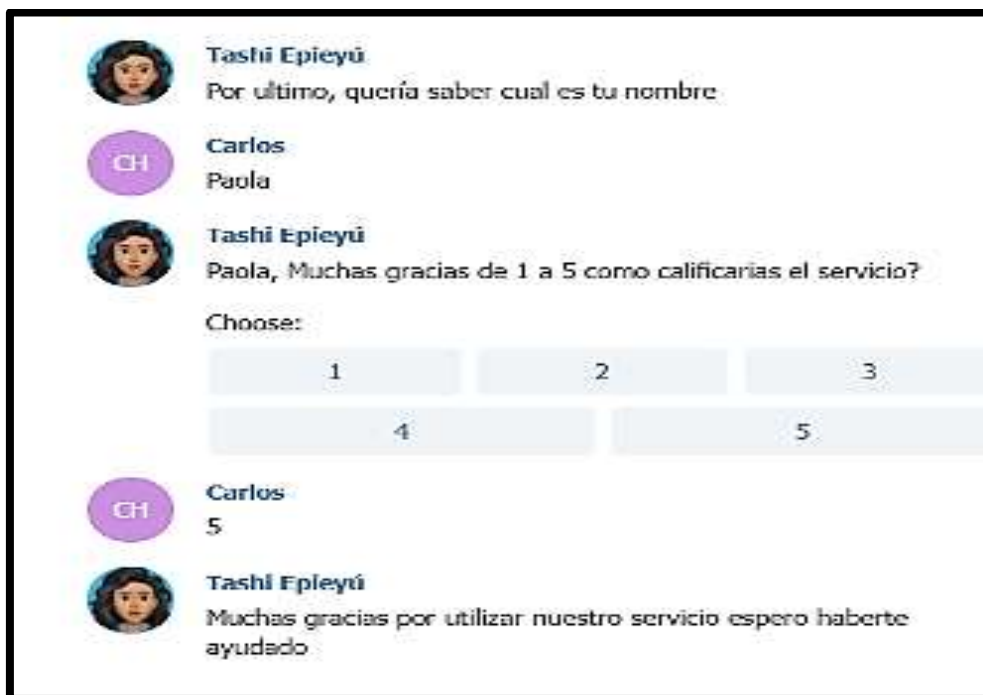 Tashi Epieyú
Por ultimo, quería saber cual es tu nombre
CH
Carlos
Paola
Tashi Epieyú
Paola, Muchas gracias de 1 a 5 como calificarias el servicio?
Choose:
1 2 3
4 5
CH
Carlos
5
Tashi Epieyú
Muchas gracias por utilizar nuestro servicio espero haberte
ayudado